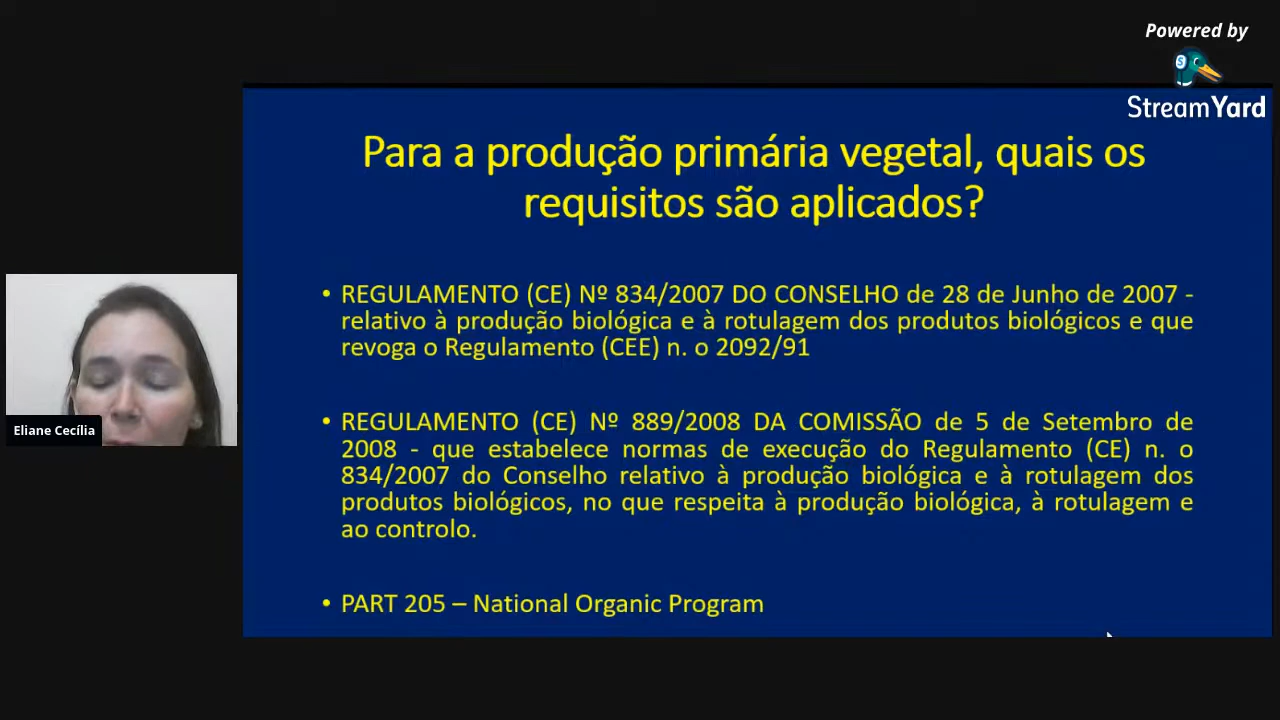 Powered by
StreamYard
Para a produção primária vegetal, quais os
requisitos são aplicados?
• REGULAMENTO (CE) Nº 834/2007 DO CONSELHO de 28 de Junho de 2007 -
relativo à produção biológica e à rotulagem dos produtos biológicos e que
revoga o Regulamento (CEE) n. o 2092/91
• REGULAMENTO (CE) Nº 889/2008 DA COMISSÃO de 5 de Setembro de
2008 - que estabelece normas de execução do Regulamento (CE) n. o
834/2007 do Conselho relativo à produção biológica e à rotulagem dos
produtos biológicos, no que respeita à produção biológica, à rotulagem e
ao controlo.
• PART 205 – National Organic Program
Eliane Cecília